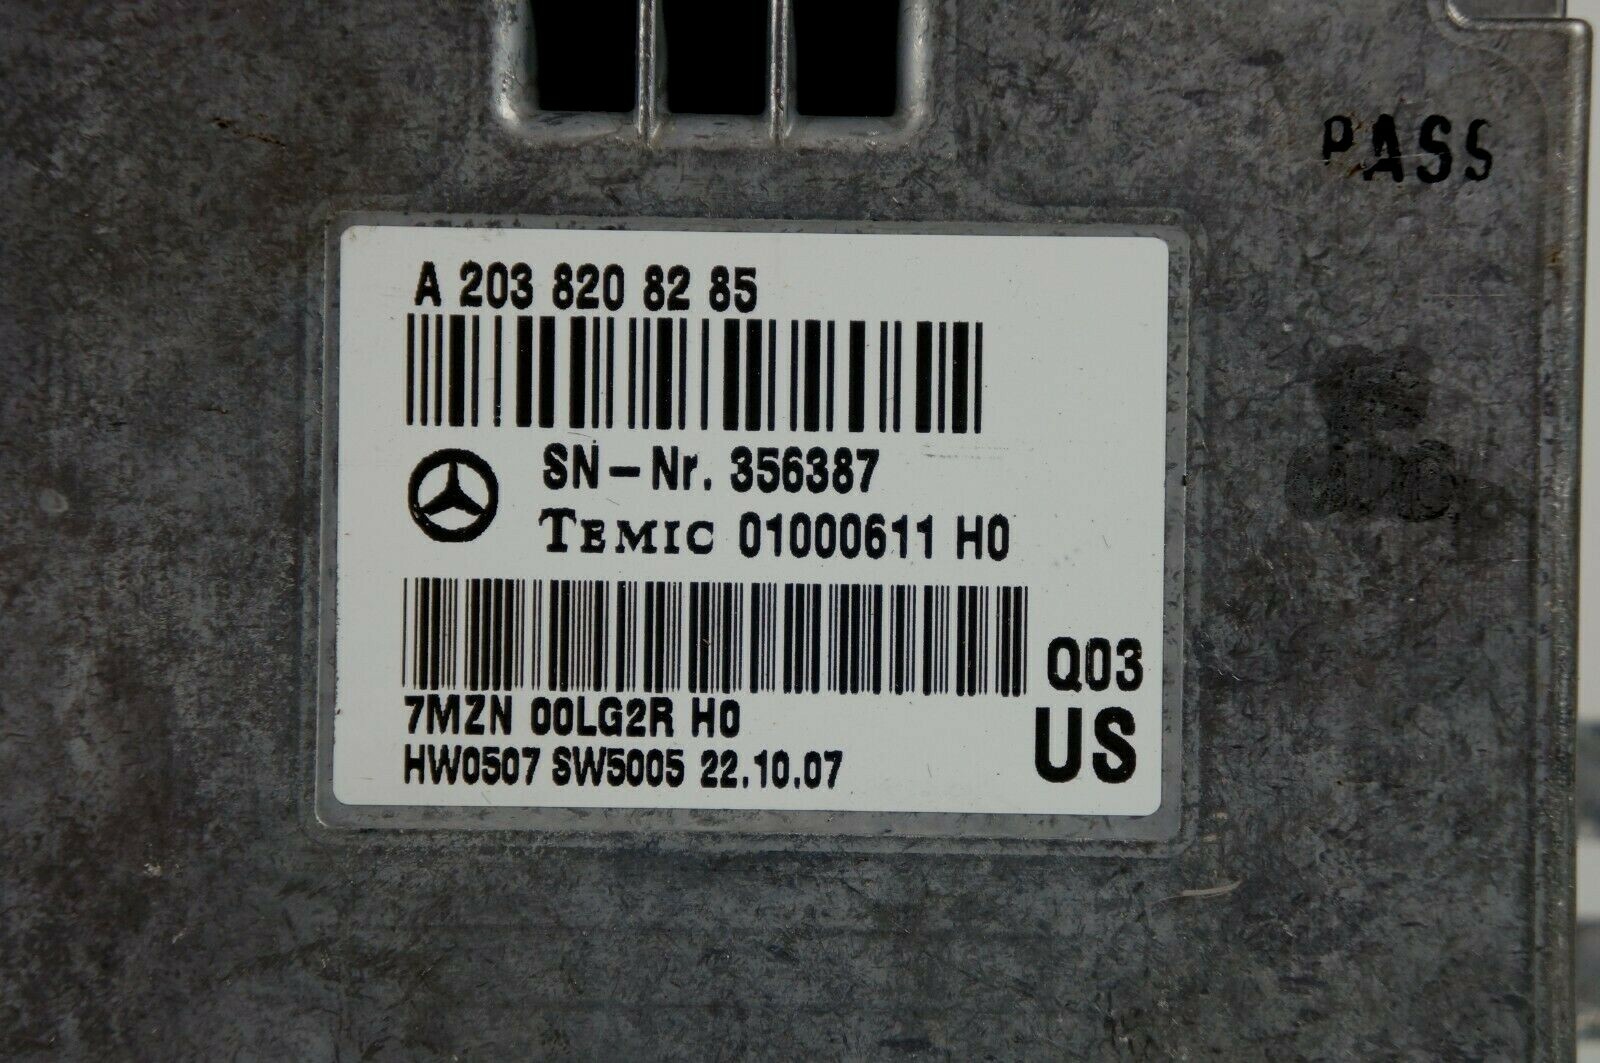 PASS
A 203 820 82 85
SN-Nr. 356387
TEMIC 01000611 H0
Q03
7MZN 00LG2R H0
US
HW0507 SW5005 22.10.07